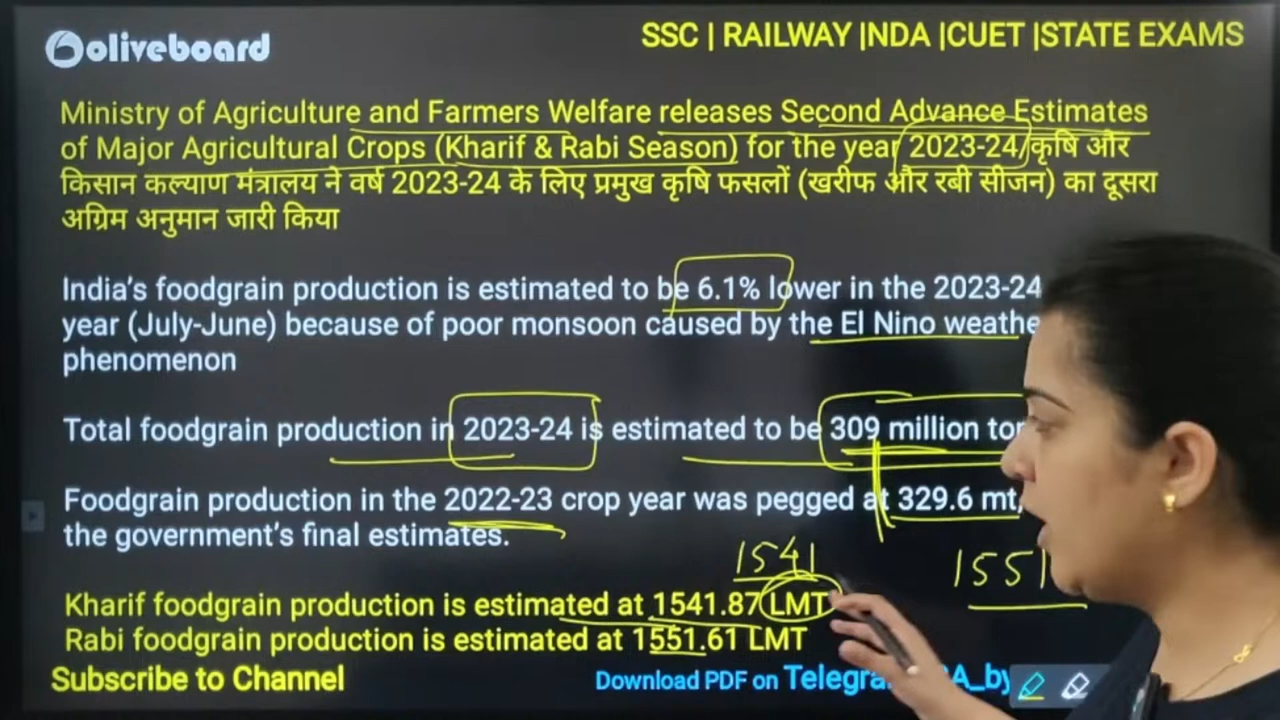 oliveboard
SSC | RAILWAY |NDA |CUET |STATE EXAMS
Ministry of Agriculture and Farmers Welfare releases Second Advance Estimates
of Major Agricultural Crops (Kharif & Rabi Season) for the year 2023-24/कृषि और
किसान कल्याण मंत्रालय ने वर्ष 2023-24 के लिए प्रमुख कृषि फसलों (खरीफ और रबी सीजन) का दूसरा
अग्रिम अनुमान जारी किया
India's foodgrain production is estimated to be 6.1% lower in the 2023-24
year (July-June) because of poor monsoon caused by the El Nino
phenomenon
Total foodgrain production in 2023-24 is estimated to be 309 million
Foodgrain production in the 2022-23 crop year was pegged at 329.6 mt,
the government's final estimates.
1541 1551
Kharif foodgrain production is estimated at 1541.87 LMT
Rabi foodgrain production is estimated at 1551.61 LMT
Subscribe to Channel
Download PDF on